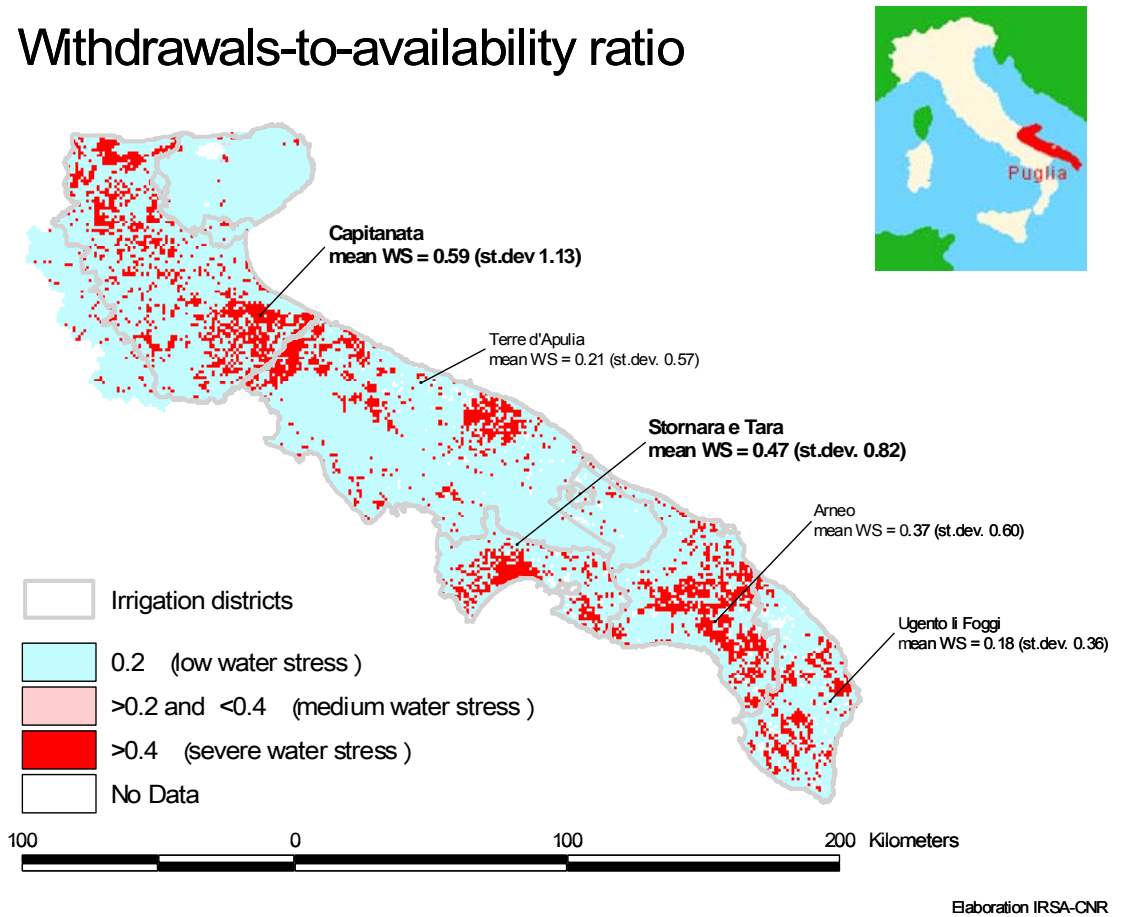 Withdrawals-to-availability ratio
Puglia
Capitanata
mean WS = 0.59 (st.dev 1.13)
Terre d'Apulia
mean WS = 0.21 (st.dev. 0.57)
Stornara e Tara
mean WS = 0.47 (st.dev. 0.82)
Arneo
mean WS = 0.37 (st.dev. 0.60)
Ugento li Foggi
mean WS = 0.18 (st.dev. 0.36)
Irrigation districts
0.2 (low water stress )
>0.2 and <0.4 (medium water stress )
>0.4 (severe water stress )
No Data
100 0 100 200 Kilometers
Elaboration IRSA-CNR